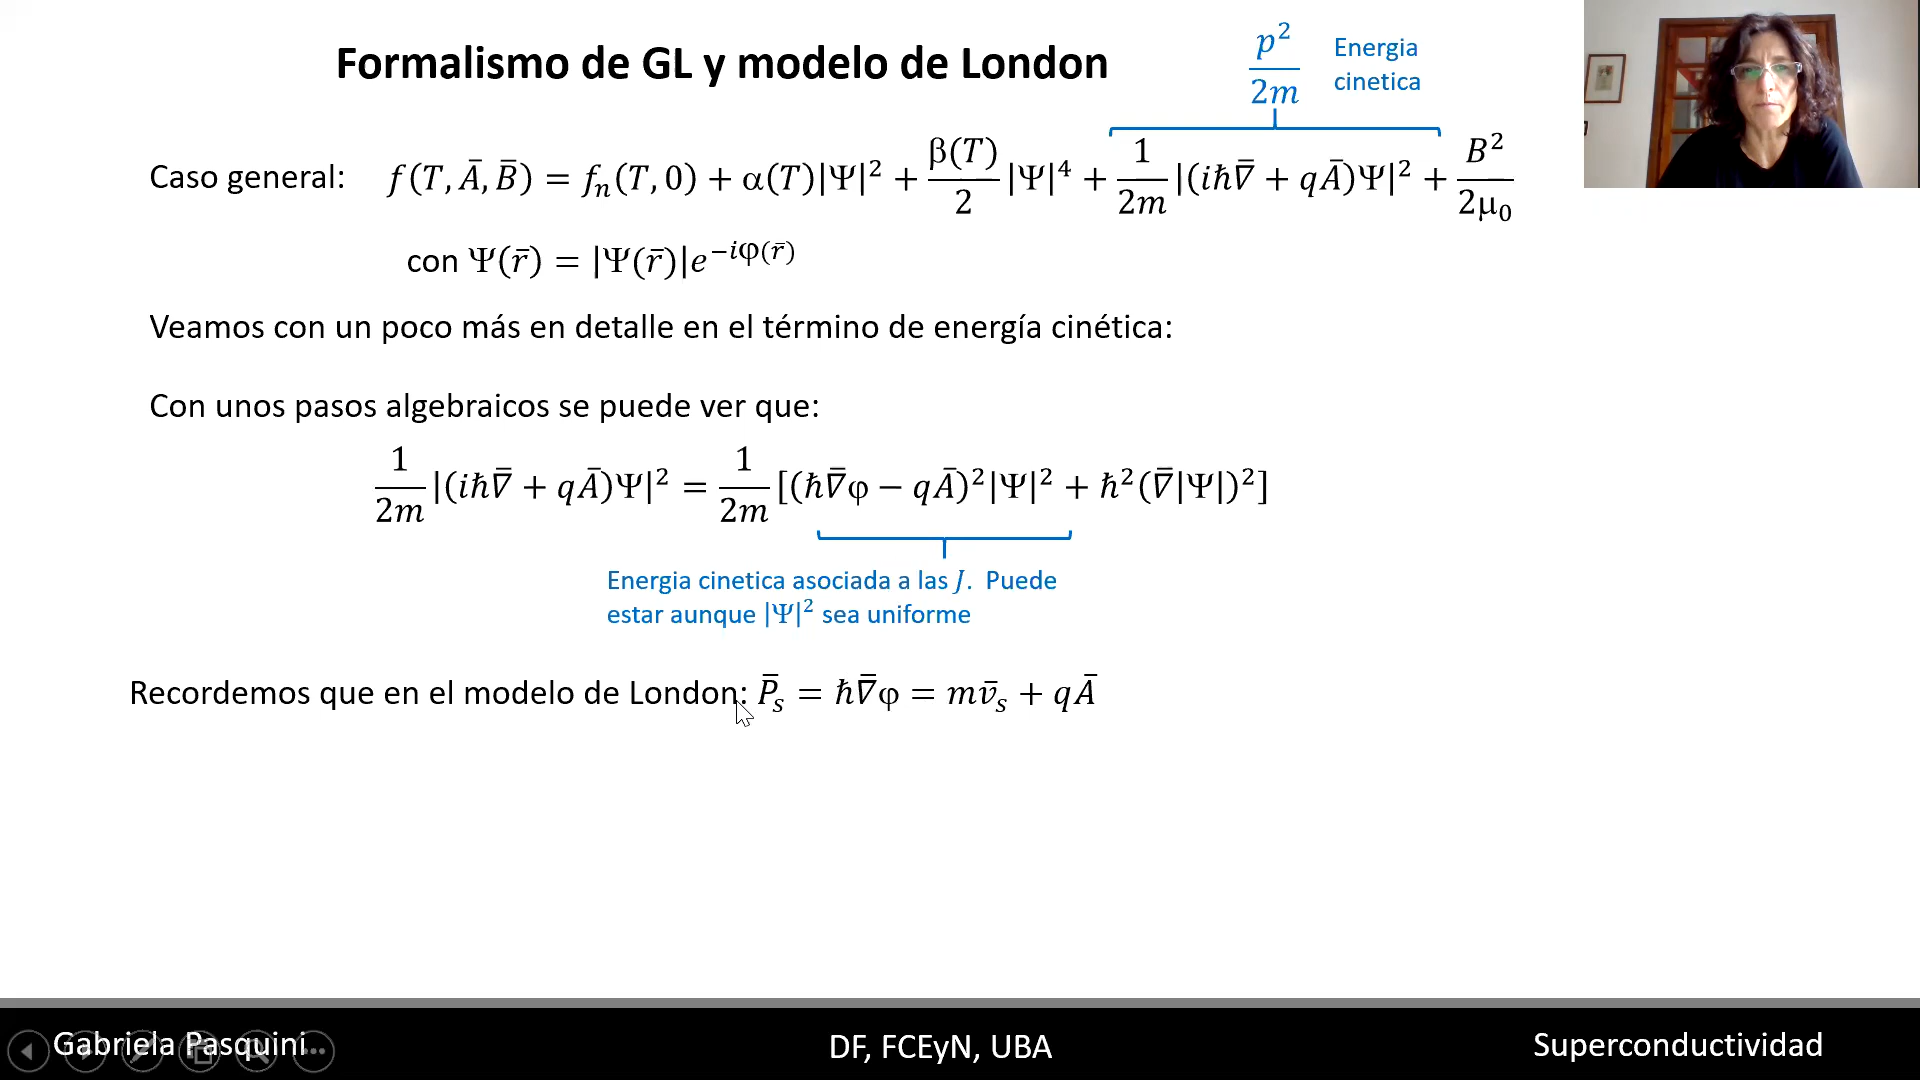 Formalismo de GL y modelo de London
p²/2m Energia cinetica
Caso general: f(T, Ā, B̄) = fₙ(T, 0) + α(T)|Ψ|² + β(T)/2 |Ψ|⁴ + 1/2m |(iħ∇̄ + qĀ)Ψ|² + B²/2μ₀
con Ψ(r̄) = |Ψ(r̄)|e^{−iφ(r̄)}
Veamos con un poco más en detalle en el término de energía cinética:
Con unos pasos algebraicos se puede ver que:
1/2m |(iħ∇̄ + qĀ)Ψ|² = 1/2m [(ħ∇̄φ − qĀ)²|Ψ|² + ħ²(∇̄|Ψ|)²]
Energia cinetica asociada a las J. Puede
estar aunque |Ψ|² sea uniforme
Recordemos que en el modelo de London: P̄ₛ = ħ∇̄φ = mv̄ₛ + qĀ
Gabriela Pasquini
DF, FCEyN, UBA
Superconductividad